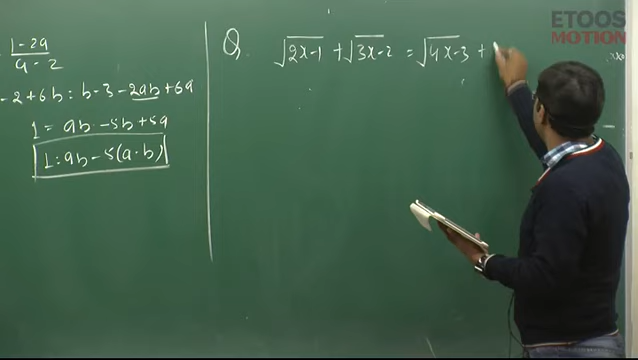 1-2a
a-2
-2+6b: b-3-2ab+6a
1= ab-5b+5a
1: ab-5(a-b)
Q. √2x-1 + √3x-2 = √4x-3 +
ETOOS
MOTION